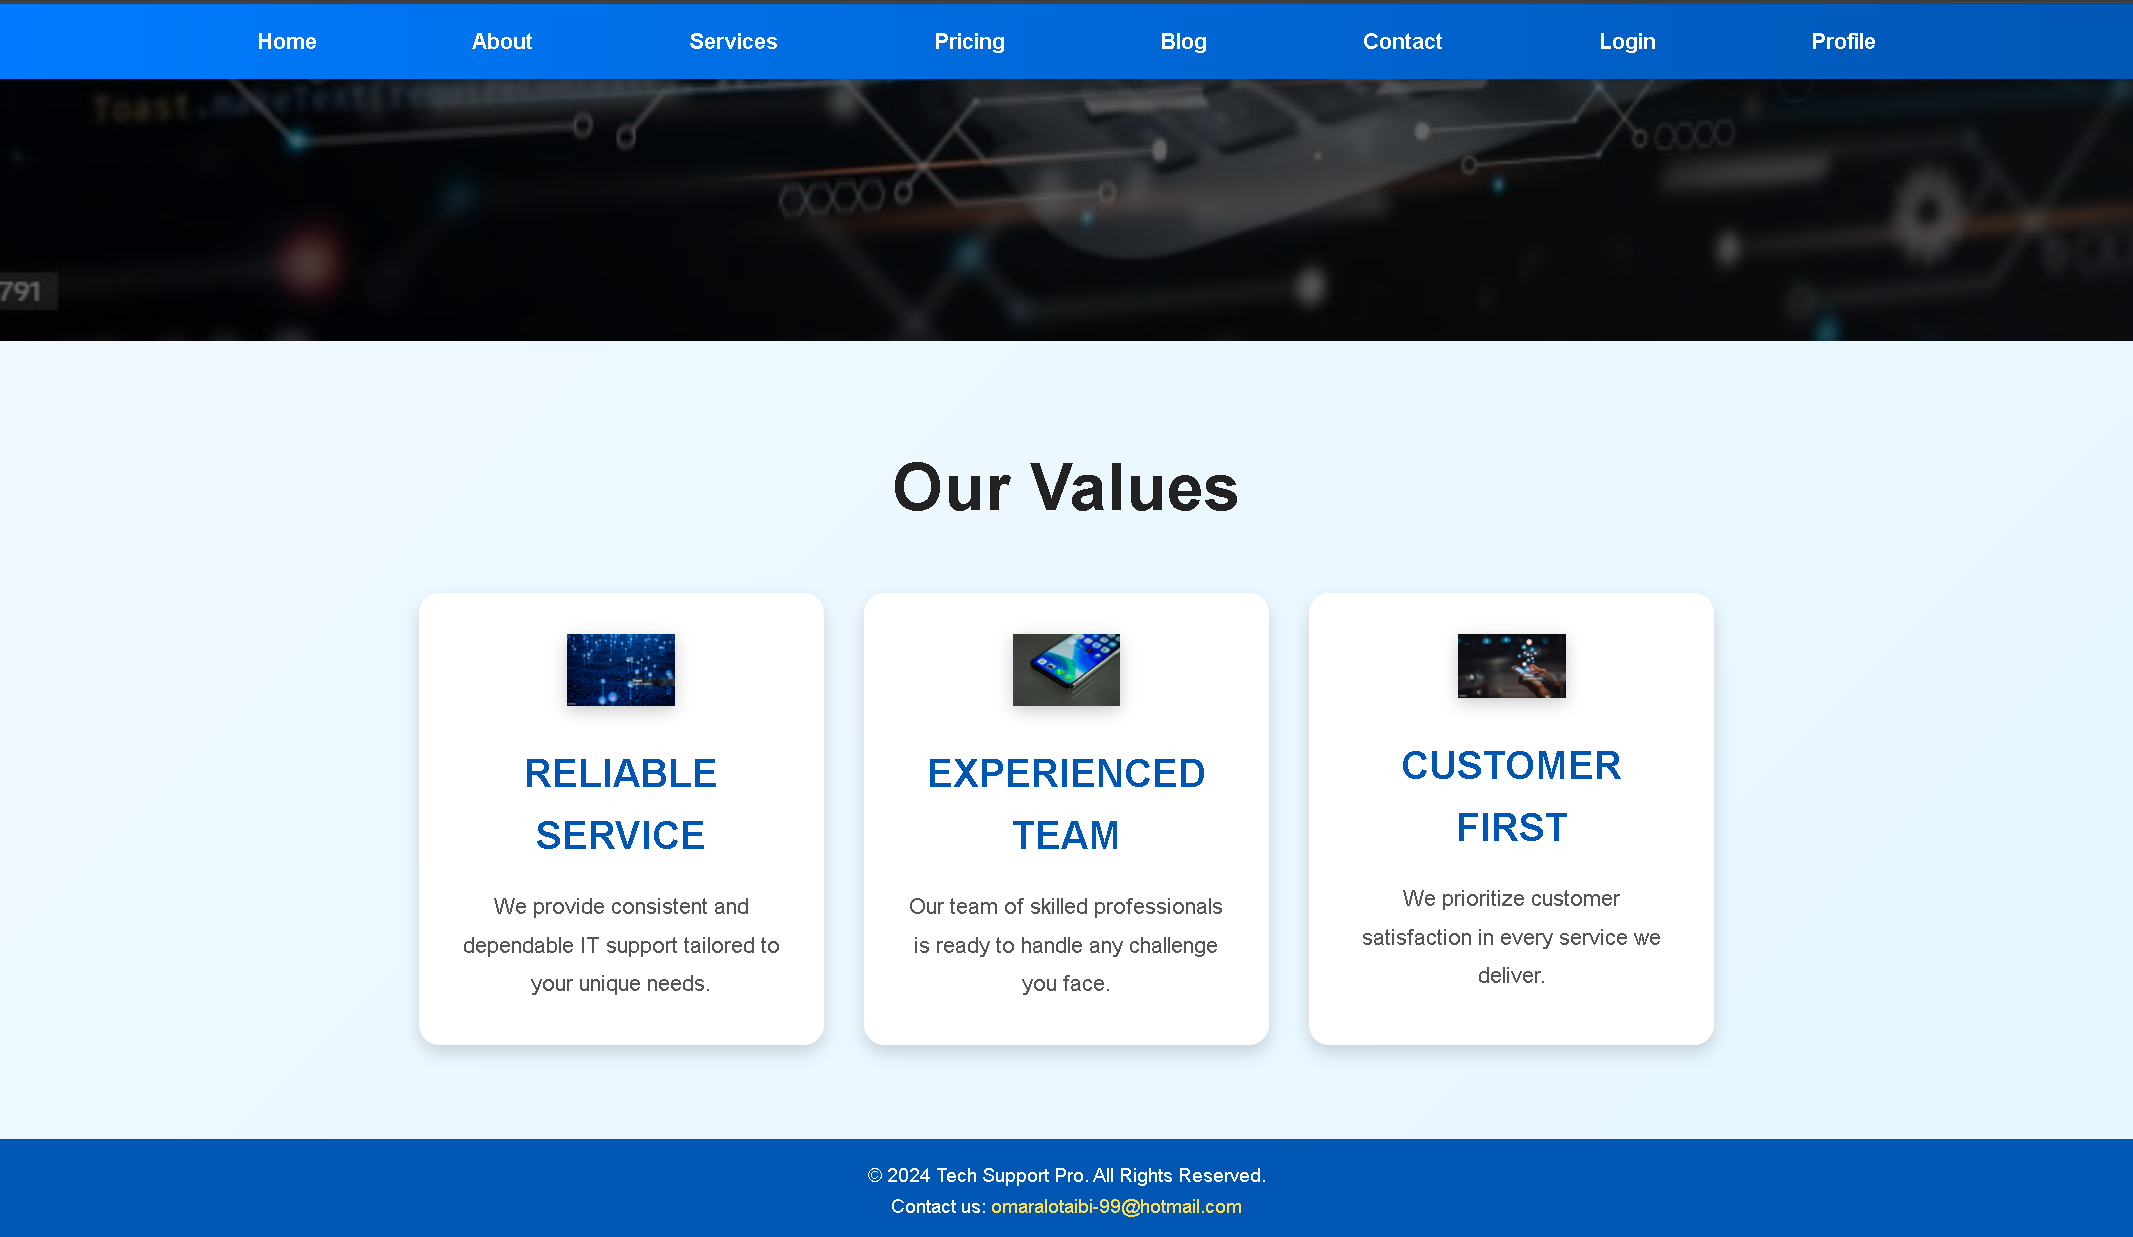 Home About Services Pricing Blog Contact Login Profile
Toast.makeText(requireContext(),
791
Our Values
RELIABLE
SERVICE
We provide consistent and
dependable IT support tailored to
your unique needs.
EXPERIENCED
TEAM
Our team of skilled professionals
is ready to handle any challenge
you face.
CUSTOMER
FIRST
We prioritize customer
satisfaction in every service we
deliver.
© 2024 Tech Support Pro. All Rights Reserved.
Contact us: omaralotaibi-99@hotmail.com